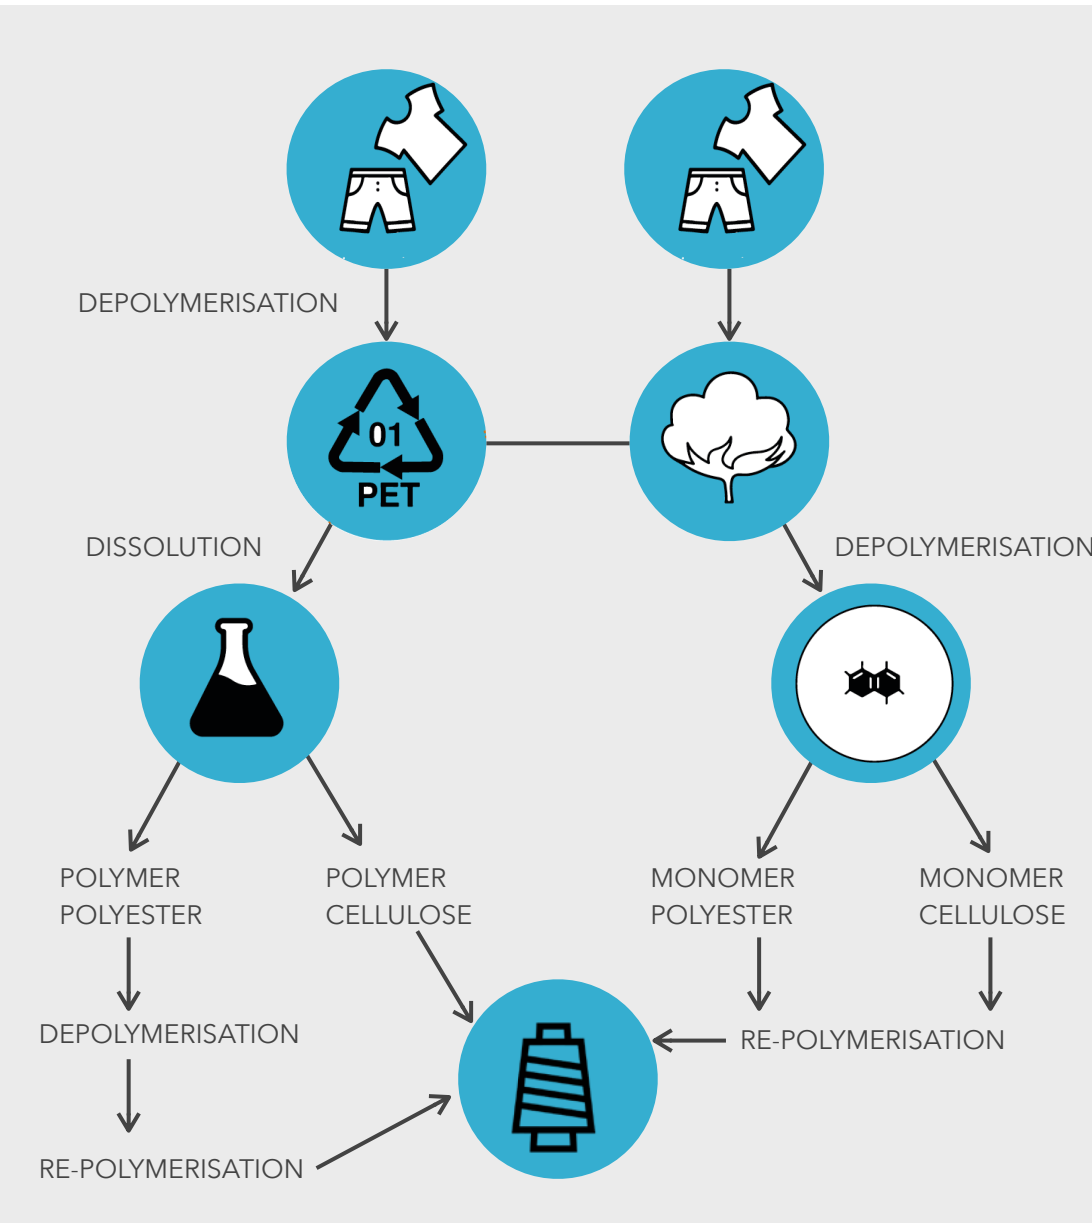 DEPOLYMERISATION
01
PET
DISSOLUTION
DEPOLYMERISATION
POLYMER
POLYESTER
POLYMER
CELLULOSE
MONOMER
POLYESTER
MONOMER
CELLULOSE
DEPOLYMERISATION
RE-POLYMERISATION
RE-POLYMERISATION